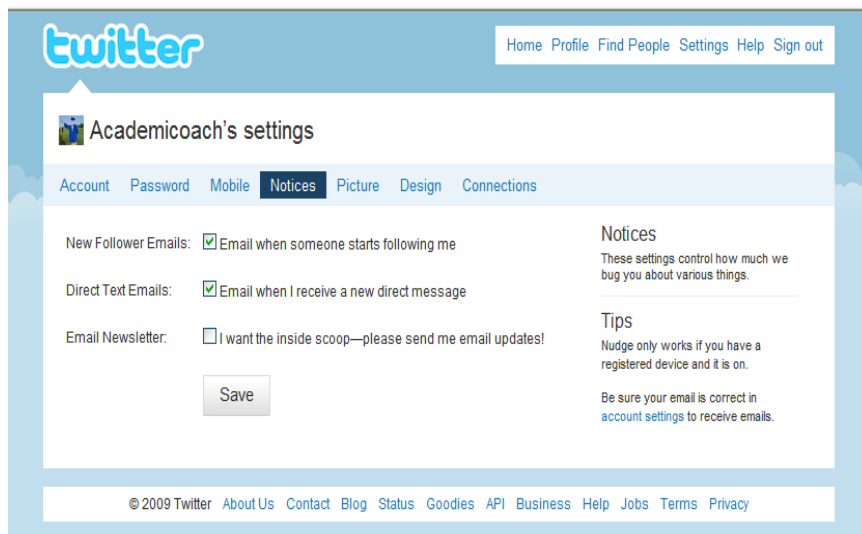 twitter
Home Profile Find People Settings Help Sign out
Academicoach's settings
Account Password Mobile Notices Picture Design Connections
New Follower Emails: Email when someone starts following me
Direct Text Emails: Email when I receive a new direct message
Email Newsletter: I want the inside scoop—please send me email updates!
Save
Notices
These settings control how much we
bug you about various things.
Tips
Nudge only works if you have a
registered device and it is on.
Be sure your email is correct in
account settings to receive emails.
© 2009 Twitter About Us Contact Blog Status Goodies API Business Help Jobs Terms Privacy